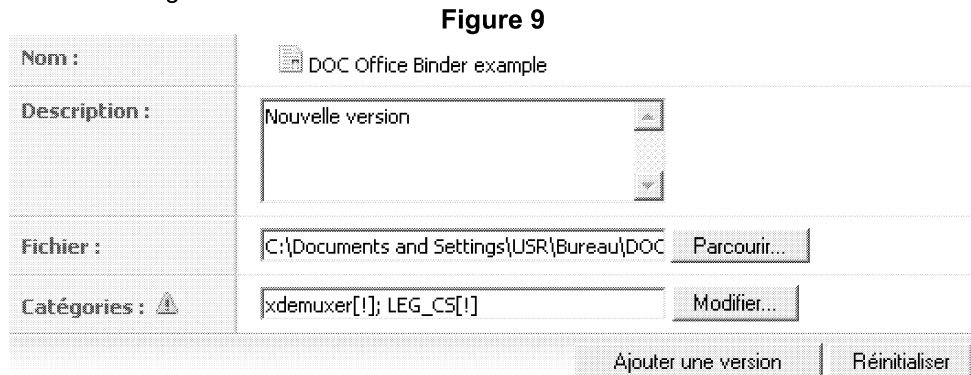 Figure 9
Nom : DOC Office Binder example
Description : Nouvelle version
Fichier : C:\Documents and Settings\USR\Bureau\DOC Parcourir...
Catégories : xdemuxer[!]; LEG_CS[!] Modifier...
Ajouter une version Réinitialiser